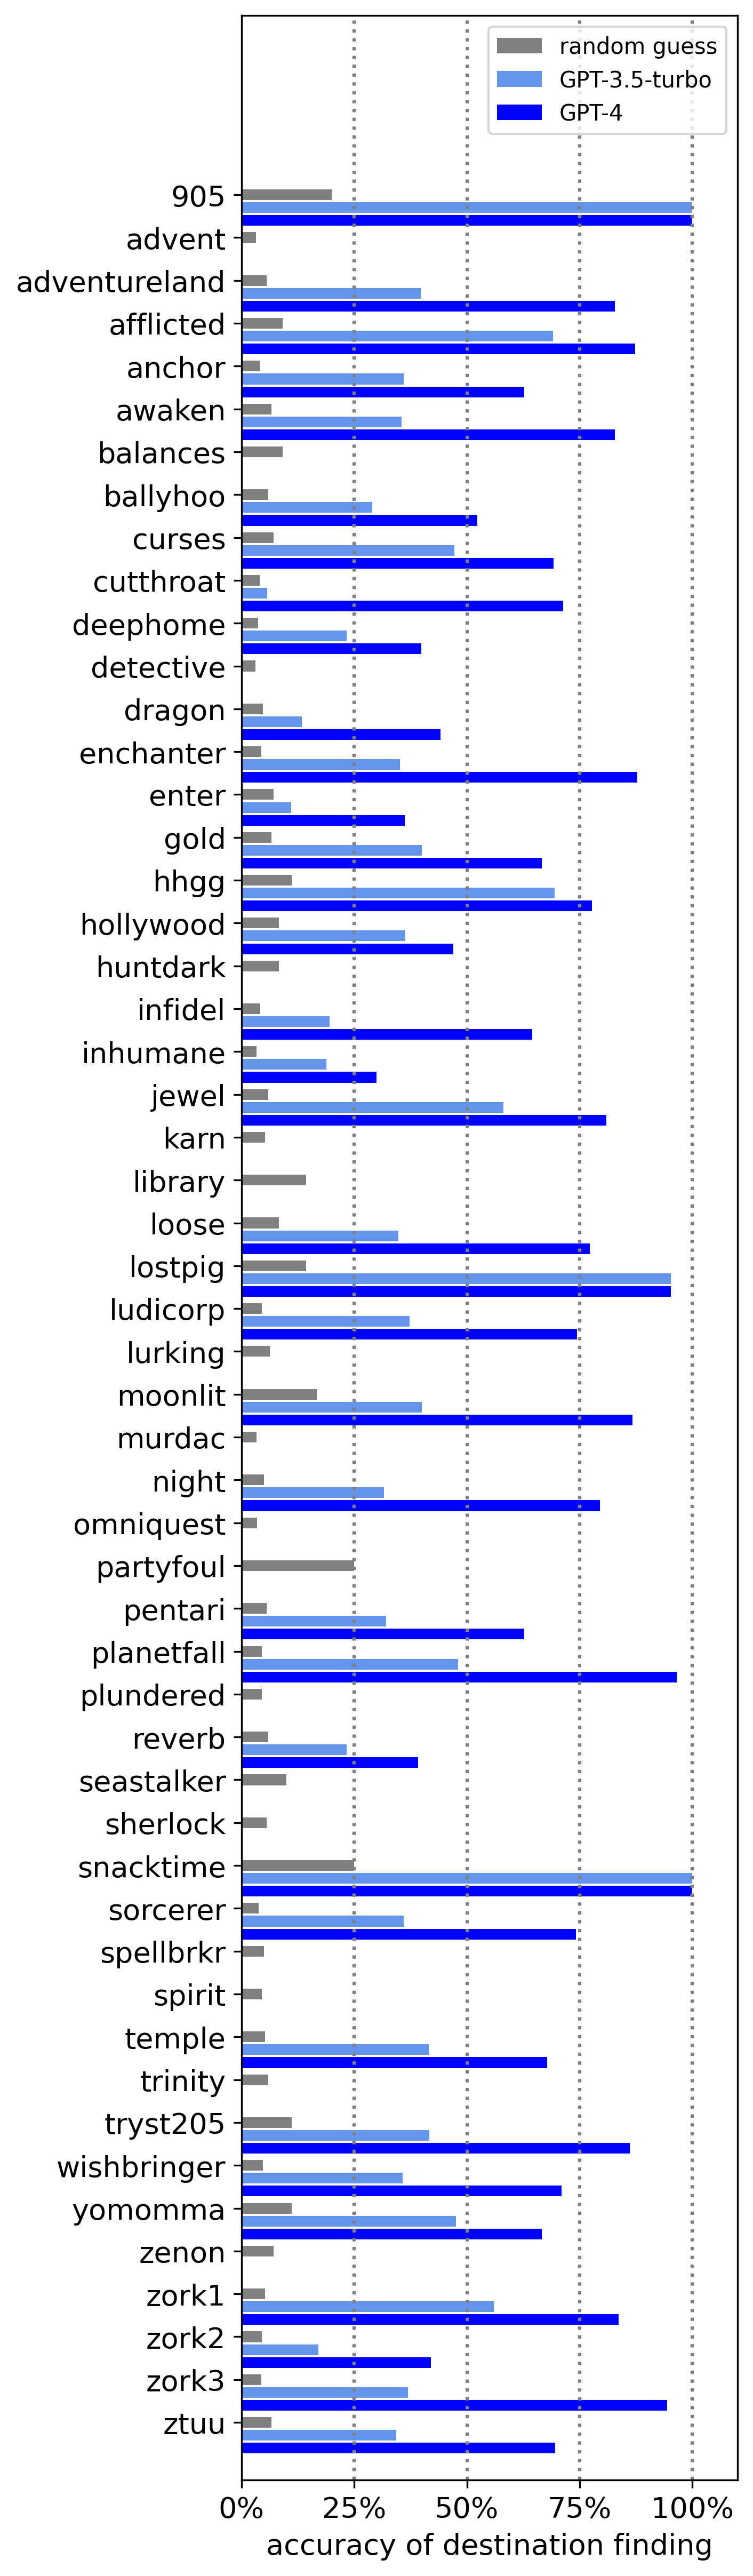 random guess
GPT-3.5-turbo
GPT-4
905
advent
adventureland
afflicted
anchor
awaken
balances
ballyhoo
curses
cutthroat
deephome
detective
dragon
enchanter
enter
gold
hhgg
hollywood
huntdark
infidel
inhumane
jewel
karn
library
loose
lostpig
ludicorp
lurking
moonlit
murdac
night
omniquest
partyfoul
pentari
planetfall
plundered
reverb
seastalker
sherlock
snacktime
sorcerer
spellbrkr
spirit
temple
trinity
tryst205
wishbringer
yomomma
zenon
zork1
zork2
zork3
ztuu
0% 25% 50% 75% 100%
accuracy of destination finding